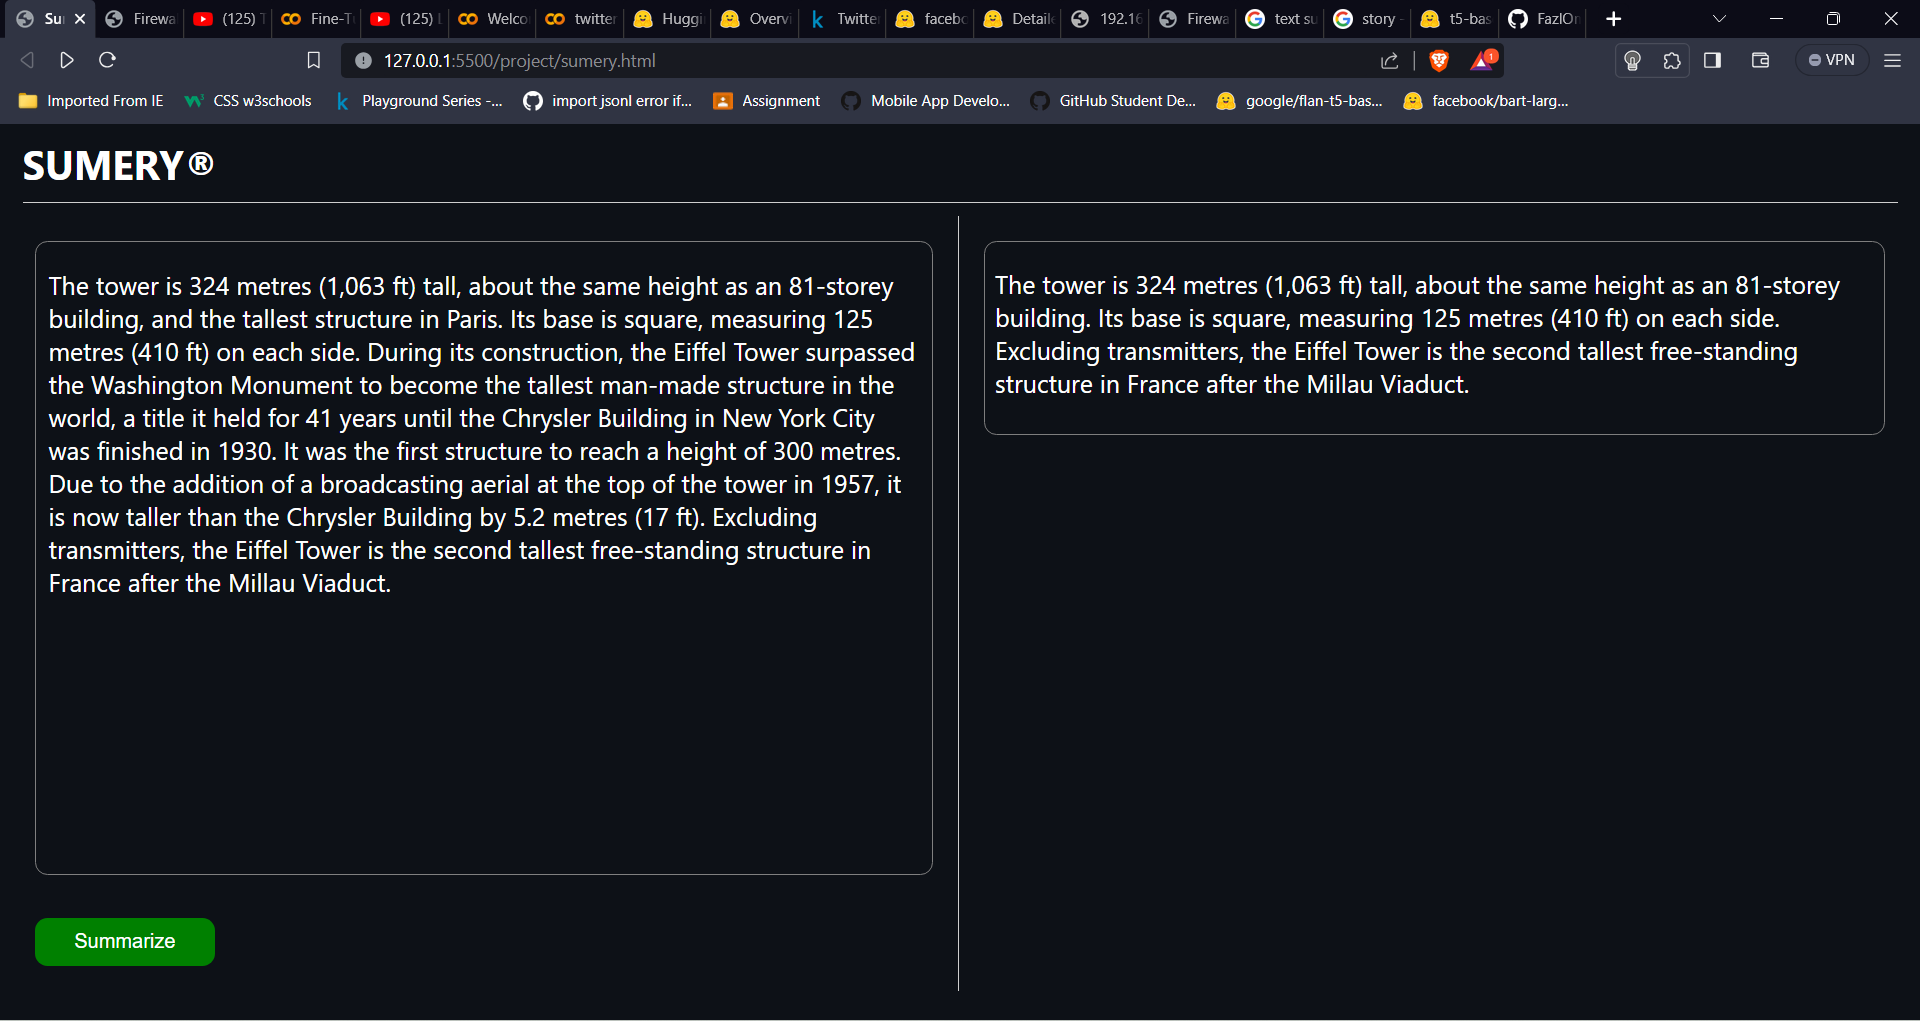 Su
Firewa
(125) T
Fine-T
(125) L
Welco
twitter
Huggi
Overvi
Twitte
facebo
Detaile
192.16
Firewa
text su
story -
t5-bas
FazlOn
127.0.0.1:5500/project/sumery.html
1
VPN
Imported From IE
CSS w3schools
Playground Series -...
import jsonl error if...
Assignment
Mobile App Develo...
GitHub Student De...
google/flan-t5-bas...
facebook/bart-larg...
SUMERY®
The tower is 324 metres (1,063 ft) tall, about the same height as an 81-storey
building, and the tallest structure in Paris. Its base is square, measuring 125
metres (410 ft) on each side. During its construction, the Eiffel Tower surpassed
the Washington Monument to become the tallest man-made structure in the
world, a title it held for 41 years until the Chrysler Building in New York City
was finished in 1930. It was the first structure to reach a height of 300 metres.
Due to the addition of a broadcasting aerial at the top of the tower in 1957, it
is now taller than the Chrysler Building by 5.2 metres (17 ft). Excluding
transmitters, the Eiffel Tower is the second tallest free-standing structure in
France after the Millau Viaduct.
Summarize
The tower is 324 metres (1,063 ft) tall, about the same height as an 81-storey
building. Its base is square, measuring 125 metres (410 ft) on each side.
Excluding transmitters, the Eiffel Tower is the second tallest free-standing
structure in France after the Millau Viaduct.